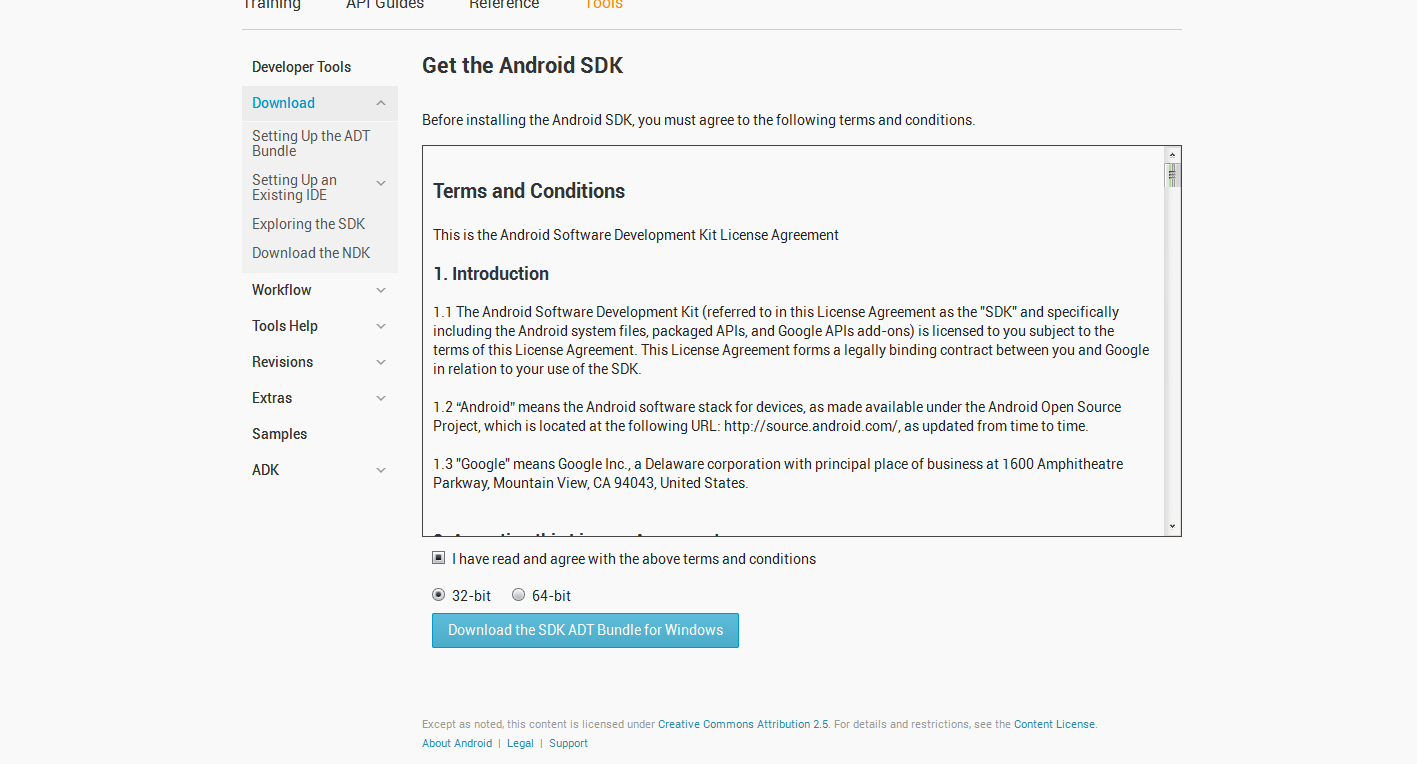 Training API Guides Reference Tools
Developer Tools
Download
Setting Up the ADT
Bundle
Setting Up an
Existing IDE
Exploring the SDK
Download the NDK
Workflow
Tools Help
Revisions
Extras
Samples
ADK
Get the Android SDK
Before installing the Android SDK, you must agree to the following terms and conditions.
Terms and Conditions
This is the Android Software Development Kit License Agreement
1. Introduction
1.1 The Android Software Development Kit (referred to in this License Agreement as the "SDK" and specifically
including the Android system files, packaged APIs, and Google APIs add-ons) is licensed to you subject to the
terms of this License Agreement. This License Agreement forms a legally binding contract between you and Google
in relation to your use of the SDK.
1.2 “Android” means the Android software stack for devices, as made available under the Android Open Source
Project, which is located at the following URL: http://source.android.com/, as updated from time to time.
1.3 "Google" means Google Inc., a Delaware corporation with principal place of business at 1600 Amphitheatre
Parkway, Mountain View, CA 94043, United States.
I have read and agree with the above terms and conditions
32-bit 64-bit
Download the SDK ADT Bundle for Windows
Except as noted, this content is licensed under Creative Commons Attribution 2.5. For details and restrictions, see the Content License.
About Android | Legal | Support